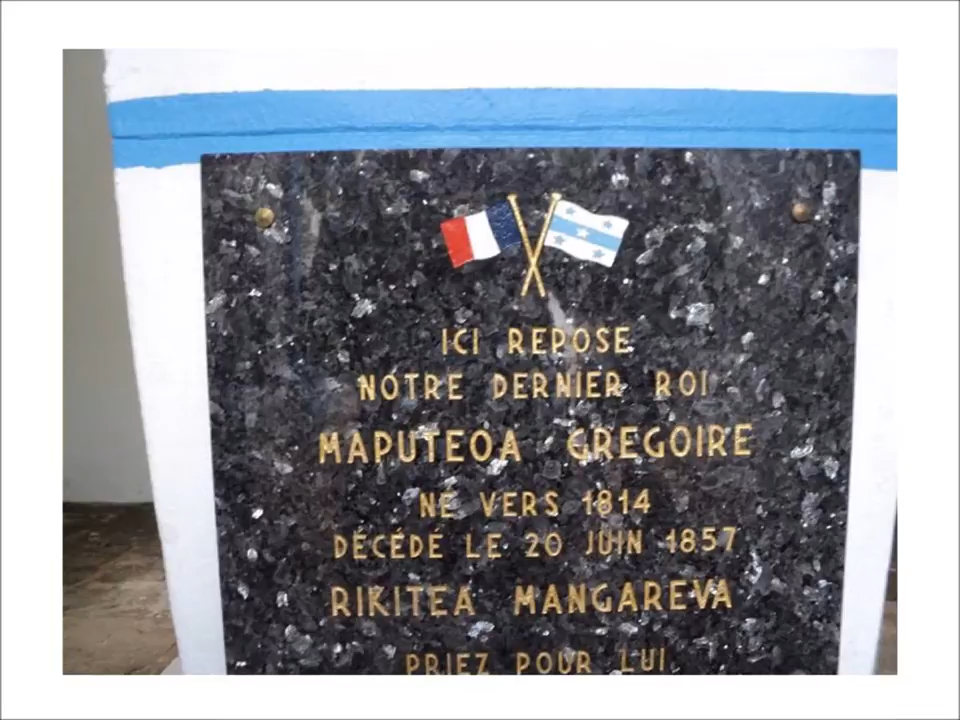 ICI REPOSE
NOTRE DERNIER ROI
MAPUTEOA GREGOIRE
NÉ VERS 1814
DÉCÉDÉ LE 20 JUIN 1857
RIKITEA MANGAREVA
PRIEZ POUR LUI